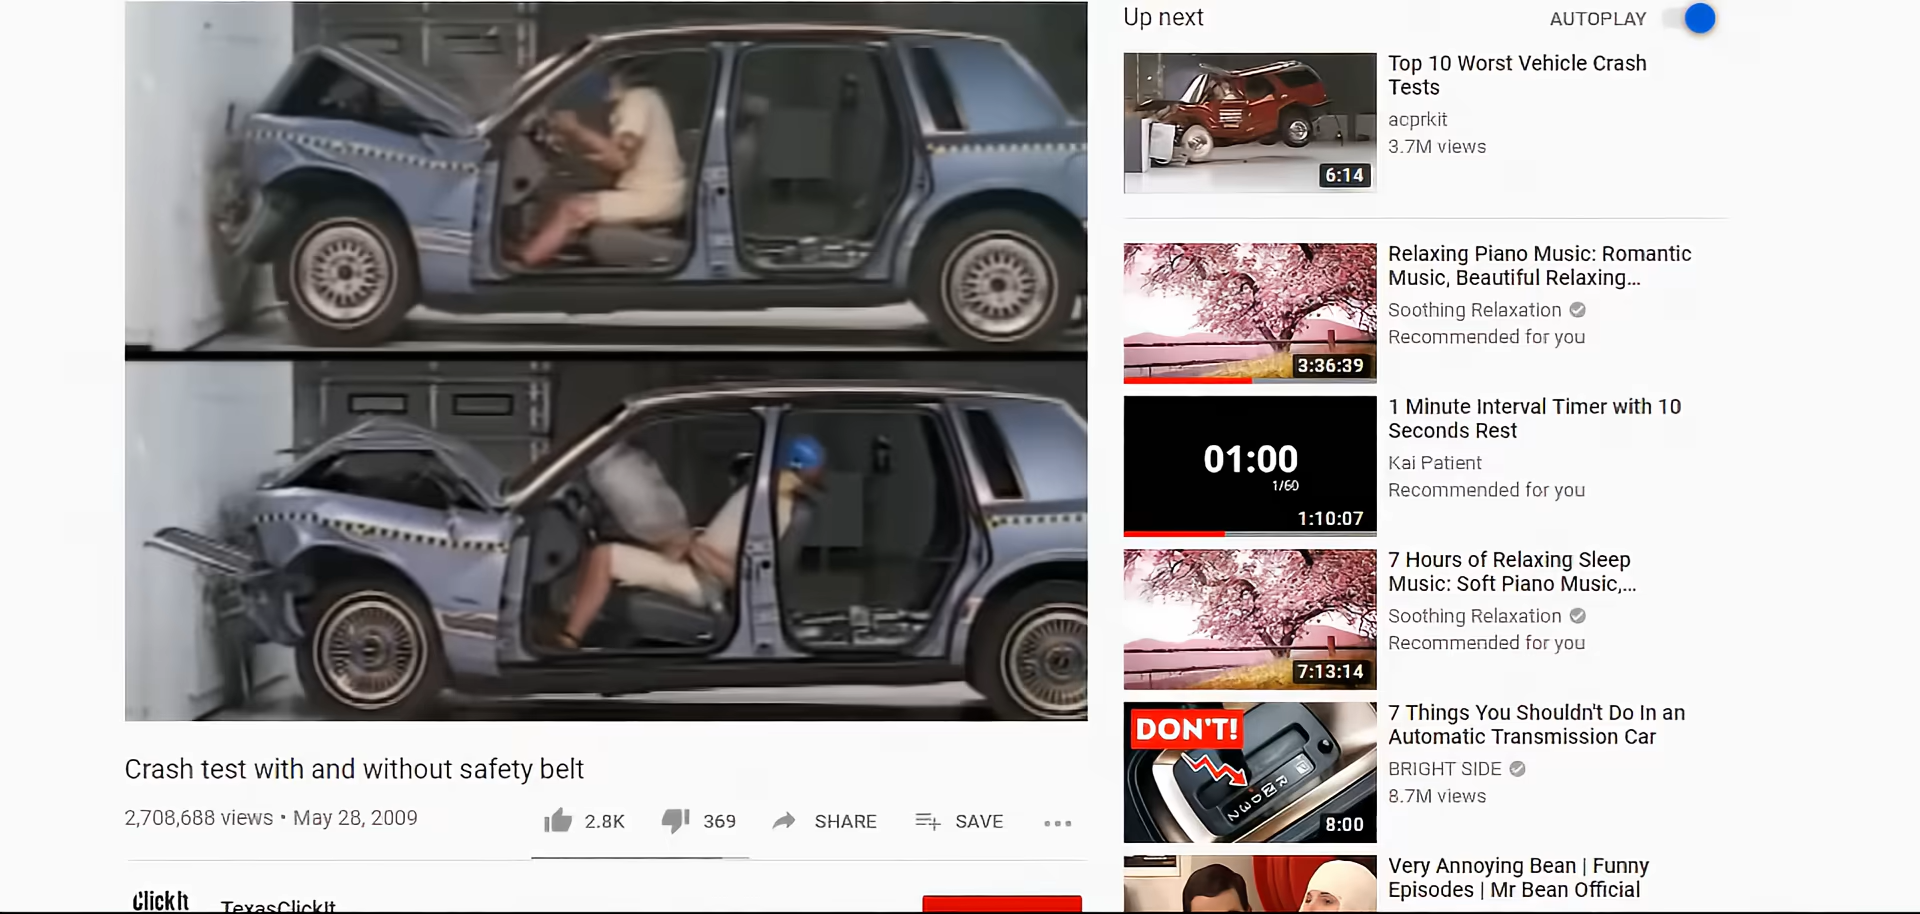 Up next
AUTOPLAY
Top 10 Worst Vehicle Crash
Tests
acprkit
3.7M views
6:14
Relaxing Piano Music: Romantic
Music, Beautiful Relaxing...
Soothing Relaxation
Recommended for you
3:36:39
1 Minute Interval Timer with 10
Seconds Rest
Kai Patient
Recommended for you
01:00
1/60
1:10:07
7 Hours of Relaxing Sleep
Music: Soft Piano Music,...
Soothing Relaxation
Recommended for you
7:13:14
7 Things You Shouldn't Do In an
Automatic Transmission Car
BRIGHT SIDE
8.7M views
DON'T!
R
N
D
3
2
8:00
Very Annoying Bean | Funny
Episodes | Mr Bean Official
Crash test with and without safety belt
2,708,688 views • May 28, 2009
2.8K 369 SHARE SAVE
ClickIt
TexasClickIt